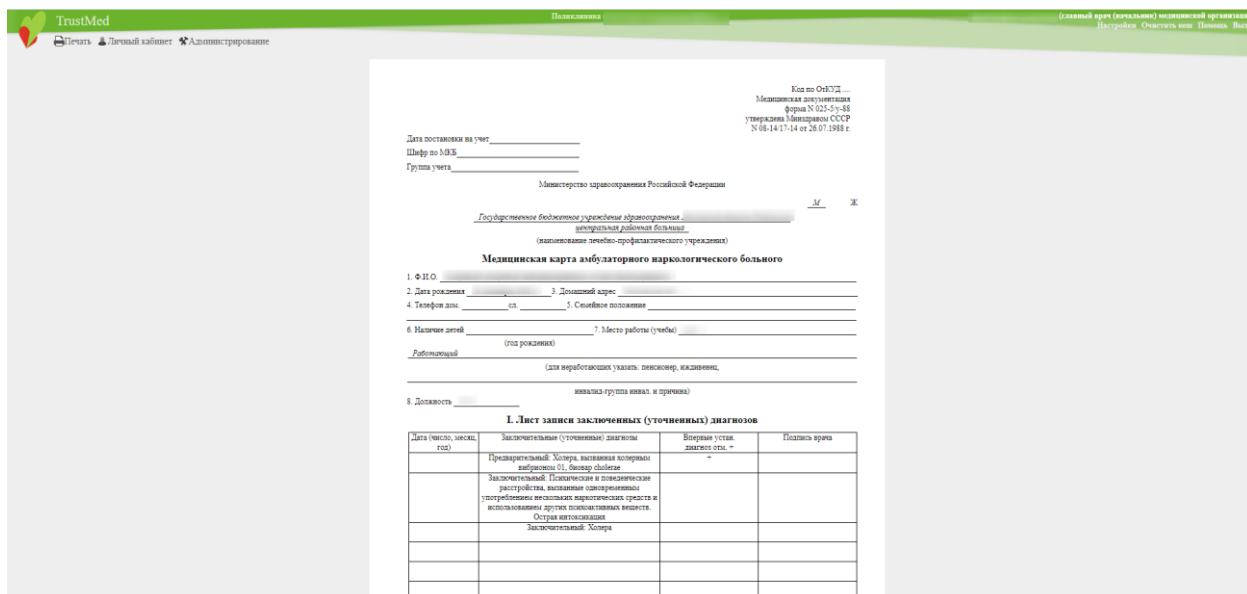 TrustMed
Поликлиника
(главный врач (начальник) медицинской организации
Настройки Очистить кеш Помощь
Печать Личный кабинет Администрирование
Код по ОтКУД ....
Медицинская документация
форма N 025-5/у-88
утверждена Минздравом СССР
N 08-14/17-14 от 26.07.1988 г.
Дата постановки на учет
Шифр по МКБ
Группа учета
Министерство здравоохранения Российской Федерации
М Ж
Государственное бюджетное учреждение здравоохранения
центральная районная больница
(наименование лечебно-профилактического учреждения)
Медицинская карта амбулаторного наркологического больного
1. Ф.И.О.
2. Дата рождения 3. Домашний адрес
4. Телефон дом. сл. 5. Семейное положение
6. Наличие детей 7. Место работы (учебы)
(год рождения)
Работающий
(для неработающих указать: пенсионер, иждивенец,
инвалид-группа инвал. и причина)
8. Должность
I. Лист записи заключенных (уточненных) диагнозов
Дата (число, месяц, год) Заключительные (уточненные) диагнозы Впервые устан. диагноз отм. + Подпись врача
Предварительный: Холера, вызванная холерным +
вибрионом 01, биовар cholerae
Заключительный: Психические и поведенческие
расстройства, вызванные одновременным
употреблением нескольких наркотических средств и
использованием других психоактивных веществ.
Острая интоксикация
Заключительный: Холера